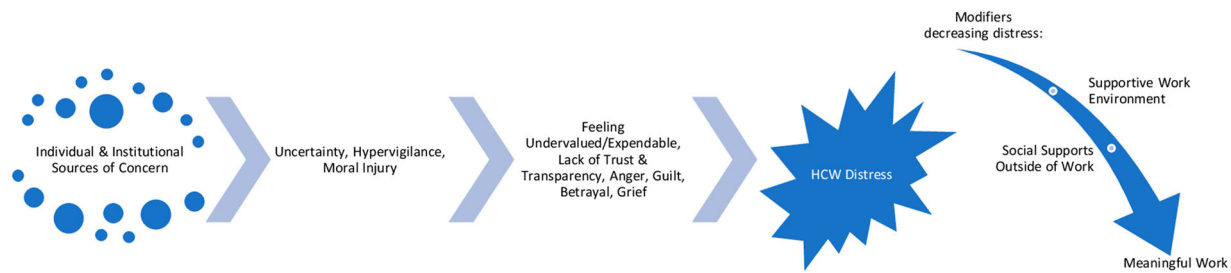 Individual & Institutional
Sources of Concern
Uncertainty, Hypervigilance,
Moral Injury
Feeling
Undervalued/Expendable,
Lack of Trust &
Transparency, Anger, Guilt,
Betrayal, Grief
HCW Distress
Modifiers
decreasing distress:
Supportive Work
Environment
Social Supports
Outside of Work
Meaningful Work